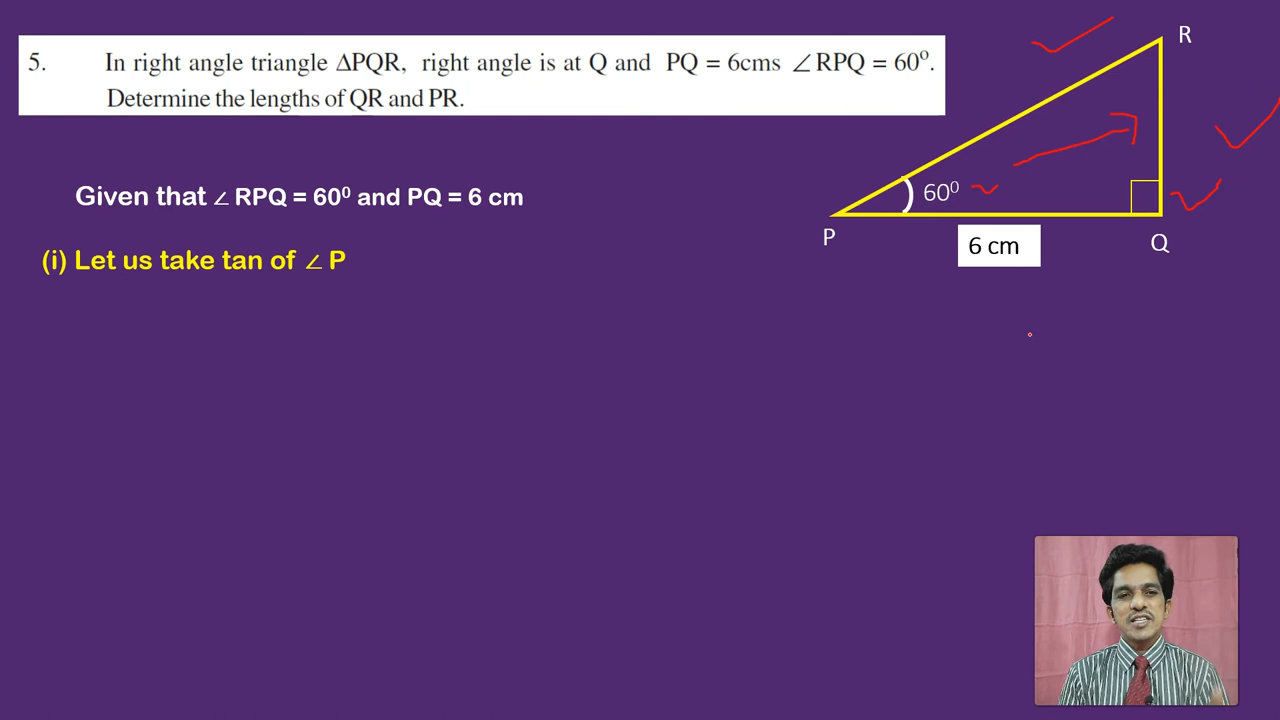 5. In right angle triangle ΔPQR, right angle is at Q and PQ = 6cms ∠RPQ = 60⁰.
Determine the lengths of QR and PR.
Given that ∠ RPQ = 60⁰ and PQ = 6 cm
(i) Let us take tan of ∠ P
R
60⁰
P
6 cm
Q